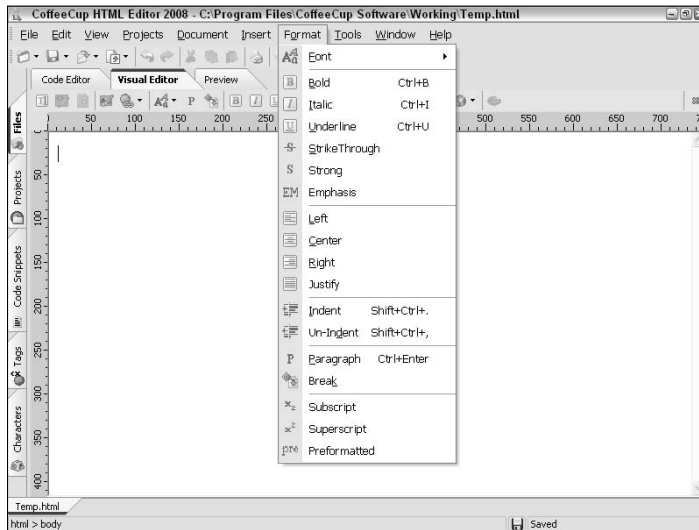 CoffeeCup HTML Editor 2008 - C:\Program Files\CoffeeCup Software\Working\Temp.html
File Edit View Projects Document Insert Format Tools Window Help
Code Editor Visual Editor Preview
P B I U
50 100 150 200 250 500 550 600 650 700
Font
Bold Ctrl+B
Italic Ctrl+I
Underline Ctrl+U
S StrikeThrough
S Strong
EM Emphasis
Left
Center
Right
Justify
Indent Shift+Ctrl+.
Un-Indent Shift+Ctrl+,
P Paragraph Ctrl+Enter
Break
x2 Subscript
x2 Superscript
pre Preformatted
Files
Projects
Code Snippets
Tags
Characters
50
100
150
200
250
300
350
400
Temp.html
html > body Saved